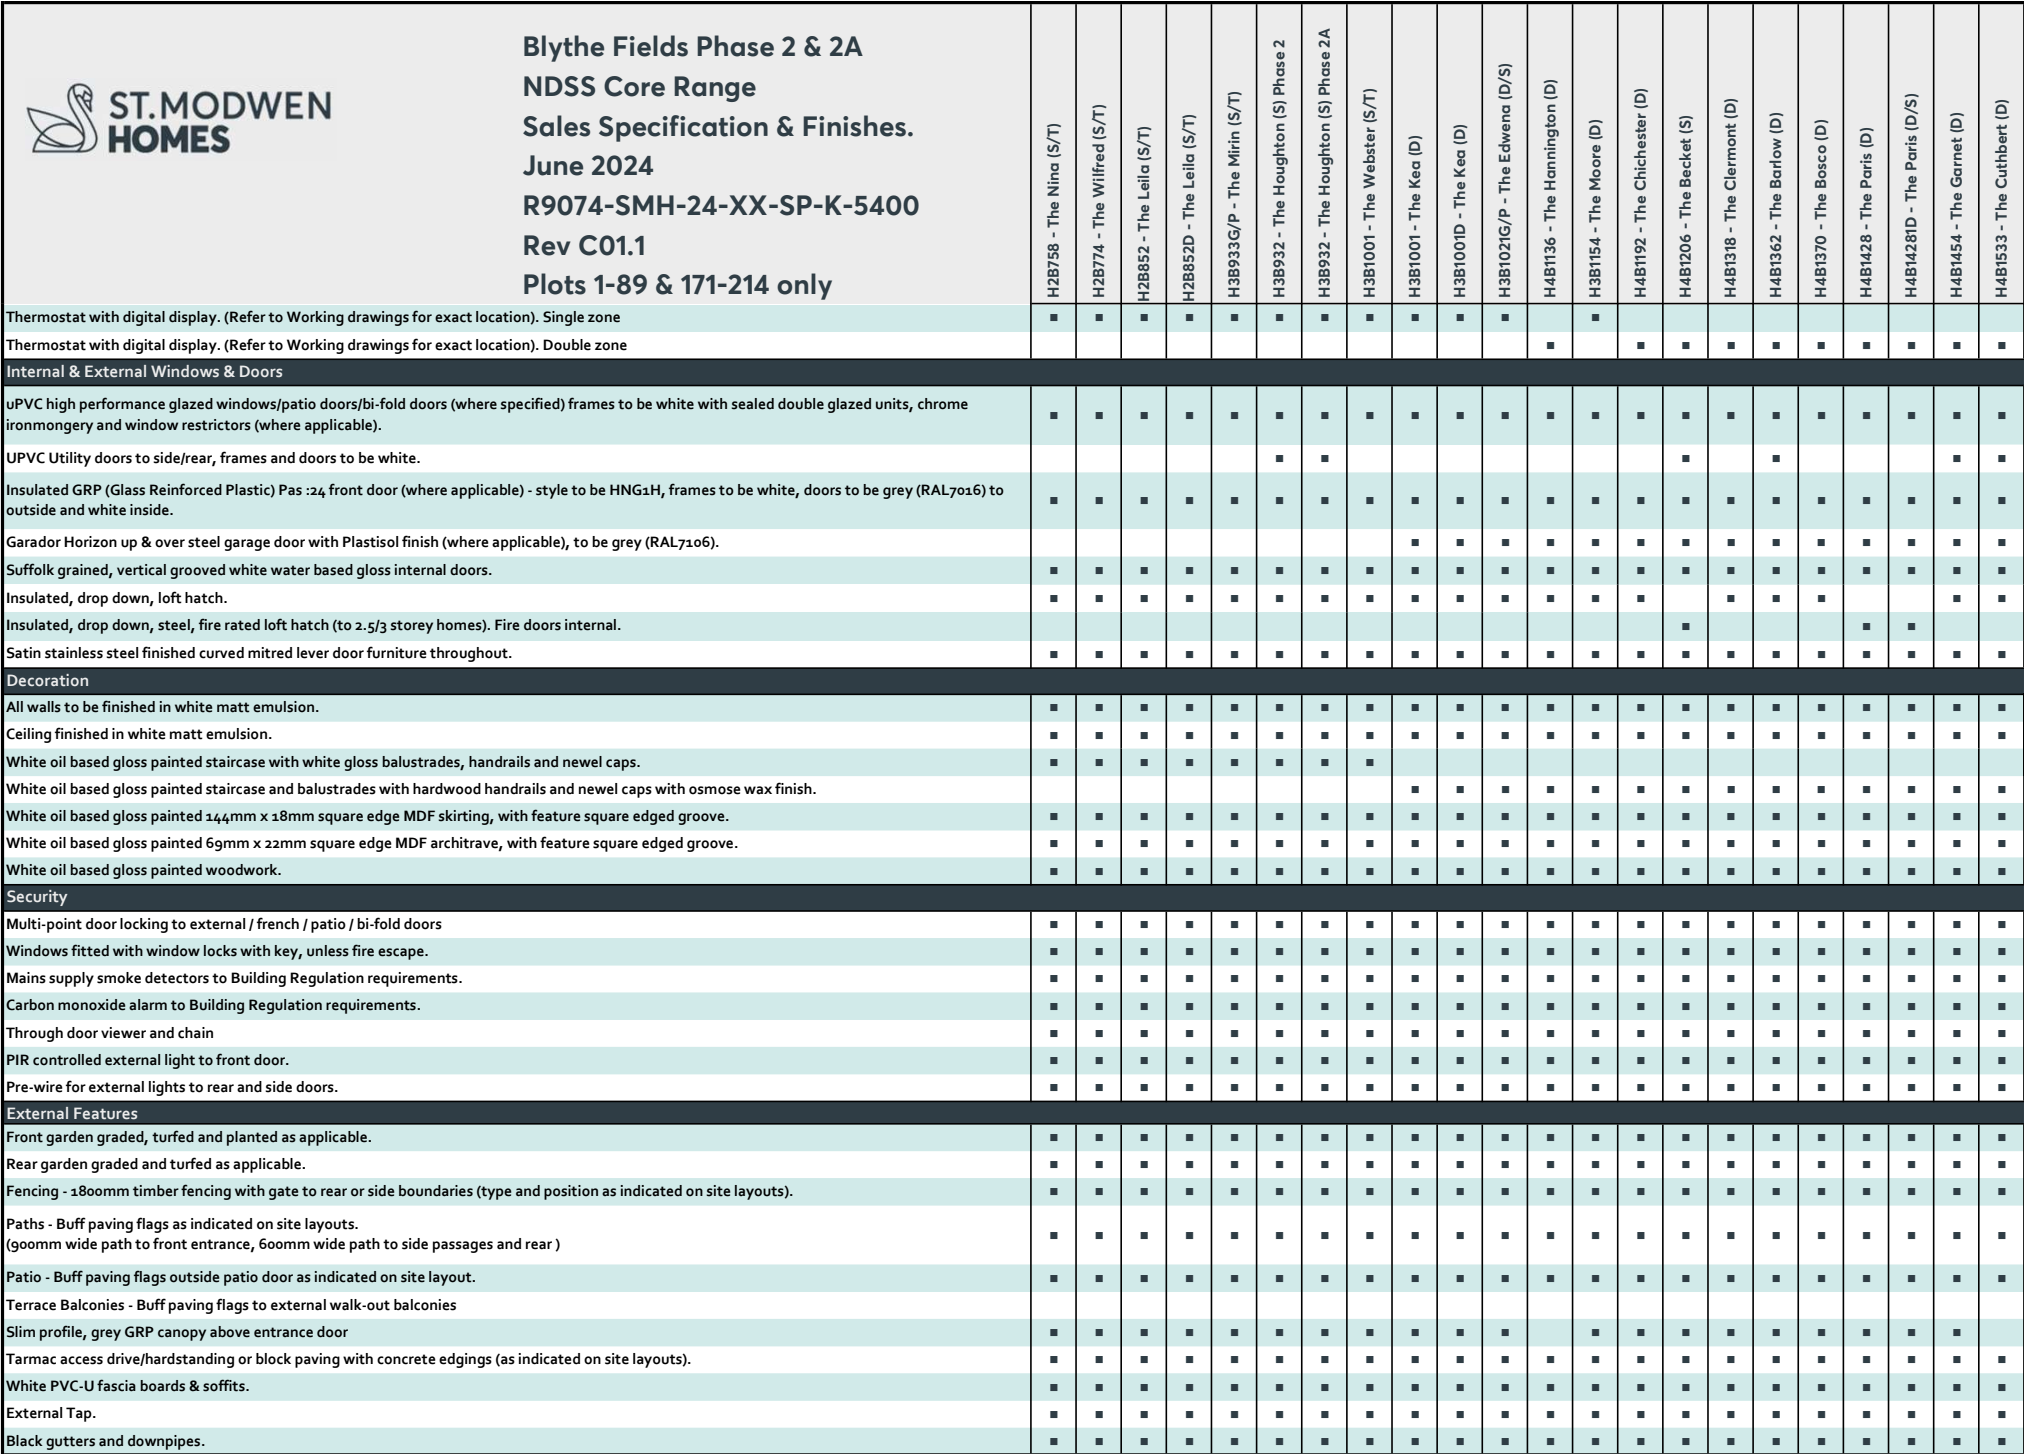 ST.MODWEN
HOMES
Blythe Fields Phase 2 & 2A
NDSS Core Range
Sales Specification & Finishes.
June 2024
R9074-SMH-24-XX-SP-K-5400
Rev C01.1
Plots 1-89 & 171-214 only
H2B758 - The Nina (S/T)
H2B774 - The Wilfred (S/T)
H2B852 - The Leila (S/T)
H2B852D - The Leila (S/T)
H3B933G/P - The Mirin (S/T)
H3B932 - The Houghton (S) Phase 2
H3B932 - The Houghton (S) Phase 2A
H3B1001 - The Webster (S/T)
H3B1001 - The Kea (D)
H3B1001D - The Kea (D)
H3B1021G/P - The Edwena (D/S)
H4B1136 - The Hannington (D)
H3B1154 - The Moore (D)
H4B1192 - The Chichester (D)
H4B1206 - The Becket (S)
H4B1318 - The Clermont (D)
H4B1362 - The Barlow (D)
H4B1370 - The Bosco (D)
H4B1428 - The Paris (D)
H4B14281D - The Paris (D/S)
H4B1454 - The Garnet (D)
H4B1533 - The Cuthbert (D)
Thermostat with digital display. (Refer to Working drawings for exact location). Single zone
Thermostat with digital display. (Refer to Working drawings for exact location). Double zone
Internal & External Windows & Doors
uPVC high performance glazed windows/patio doors/bi-fold doors (where specified) frames to be white with sealed double glazed units, chrome
ironmongery and window restrictors (where applicable).
UPVC Utility doors to side/rear, frames and doors to be white.
Insulated GRP (Glass Reinforced Plastic) Pas :24 front door (where applicable) - style to be HNG1H, frames to be white, doors to be grey (RAL7016) to
outside and white inside.
Garador Horizon up & over steel garage door with Plastisol finish (where applicable), to be grey (RAL7106).
Suffolk grained, vertical grooved white water based gloss internal doors.
Insulated, drop down, loft hatch.
Insulated, drop down, steel, fire rated loft hatch (to 2.5/3 storey homes). Fire doors internal.
Satin stainless steel finished curved mitred lever door furniture throughout.
Decoration
All walls to be finished in white matt emulsion.
Ceiling finished in white matt emulsion.
White oil based gloss painted staircase with white gloss balustrades, handrails and newel caps.
White oil based gloss painted staircase and balustrades with hardwood handrails and newel caps with osmose wax finish.
White oil based gloss painted 144mm x 18mm square edge MDF skirting, with feature square edged groove.
White oil based gloss painted 69mm x 22mm square edge MDF architrave, with feature square edged groove.
White oil based gloss painted woodwork.
Security
Multi-point door locking to external / french / patio / bi-fold doors
Windows fitted with window locks with key, unless fire escape.
Mains supply smoke detectors to Building Regulation requirements.
Carbon monoxide alarm to Building Regulation requirements.
Through door viewer and chain
PIR controlled external light to front door.
Pre-wire for external lights to rear and side doors.
External Features
Front garden graded, turfed and planted as applicable.
Rear garden graded and turfed as applicable.
Fencing - 1800mm timber fencing with gate to rear or side boundaries (type and position as indicated on site layouts).
Paths - Buff paving flags as indicated on site layouts.
(900mm wide path to front entrance, 600mm wide path to side passages and rear )
Patio - Buff paving flags outside patio door as indicated on site layout.
Terrace Balconies - Buff paving flags to external walk-out balconies
Slim profile, grey GRP canopy above entrance door
Tarmac access drive/hardstanding or block paving with concrete edgings (as indicated on site layouts).
White PVC-U fascia boards & soffits.
External Tap.
Black gutters and downpipes.